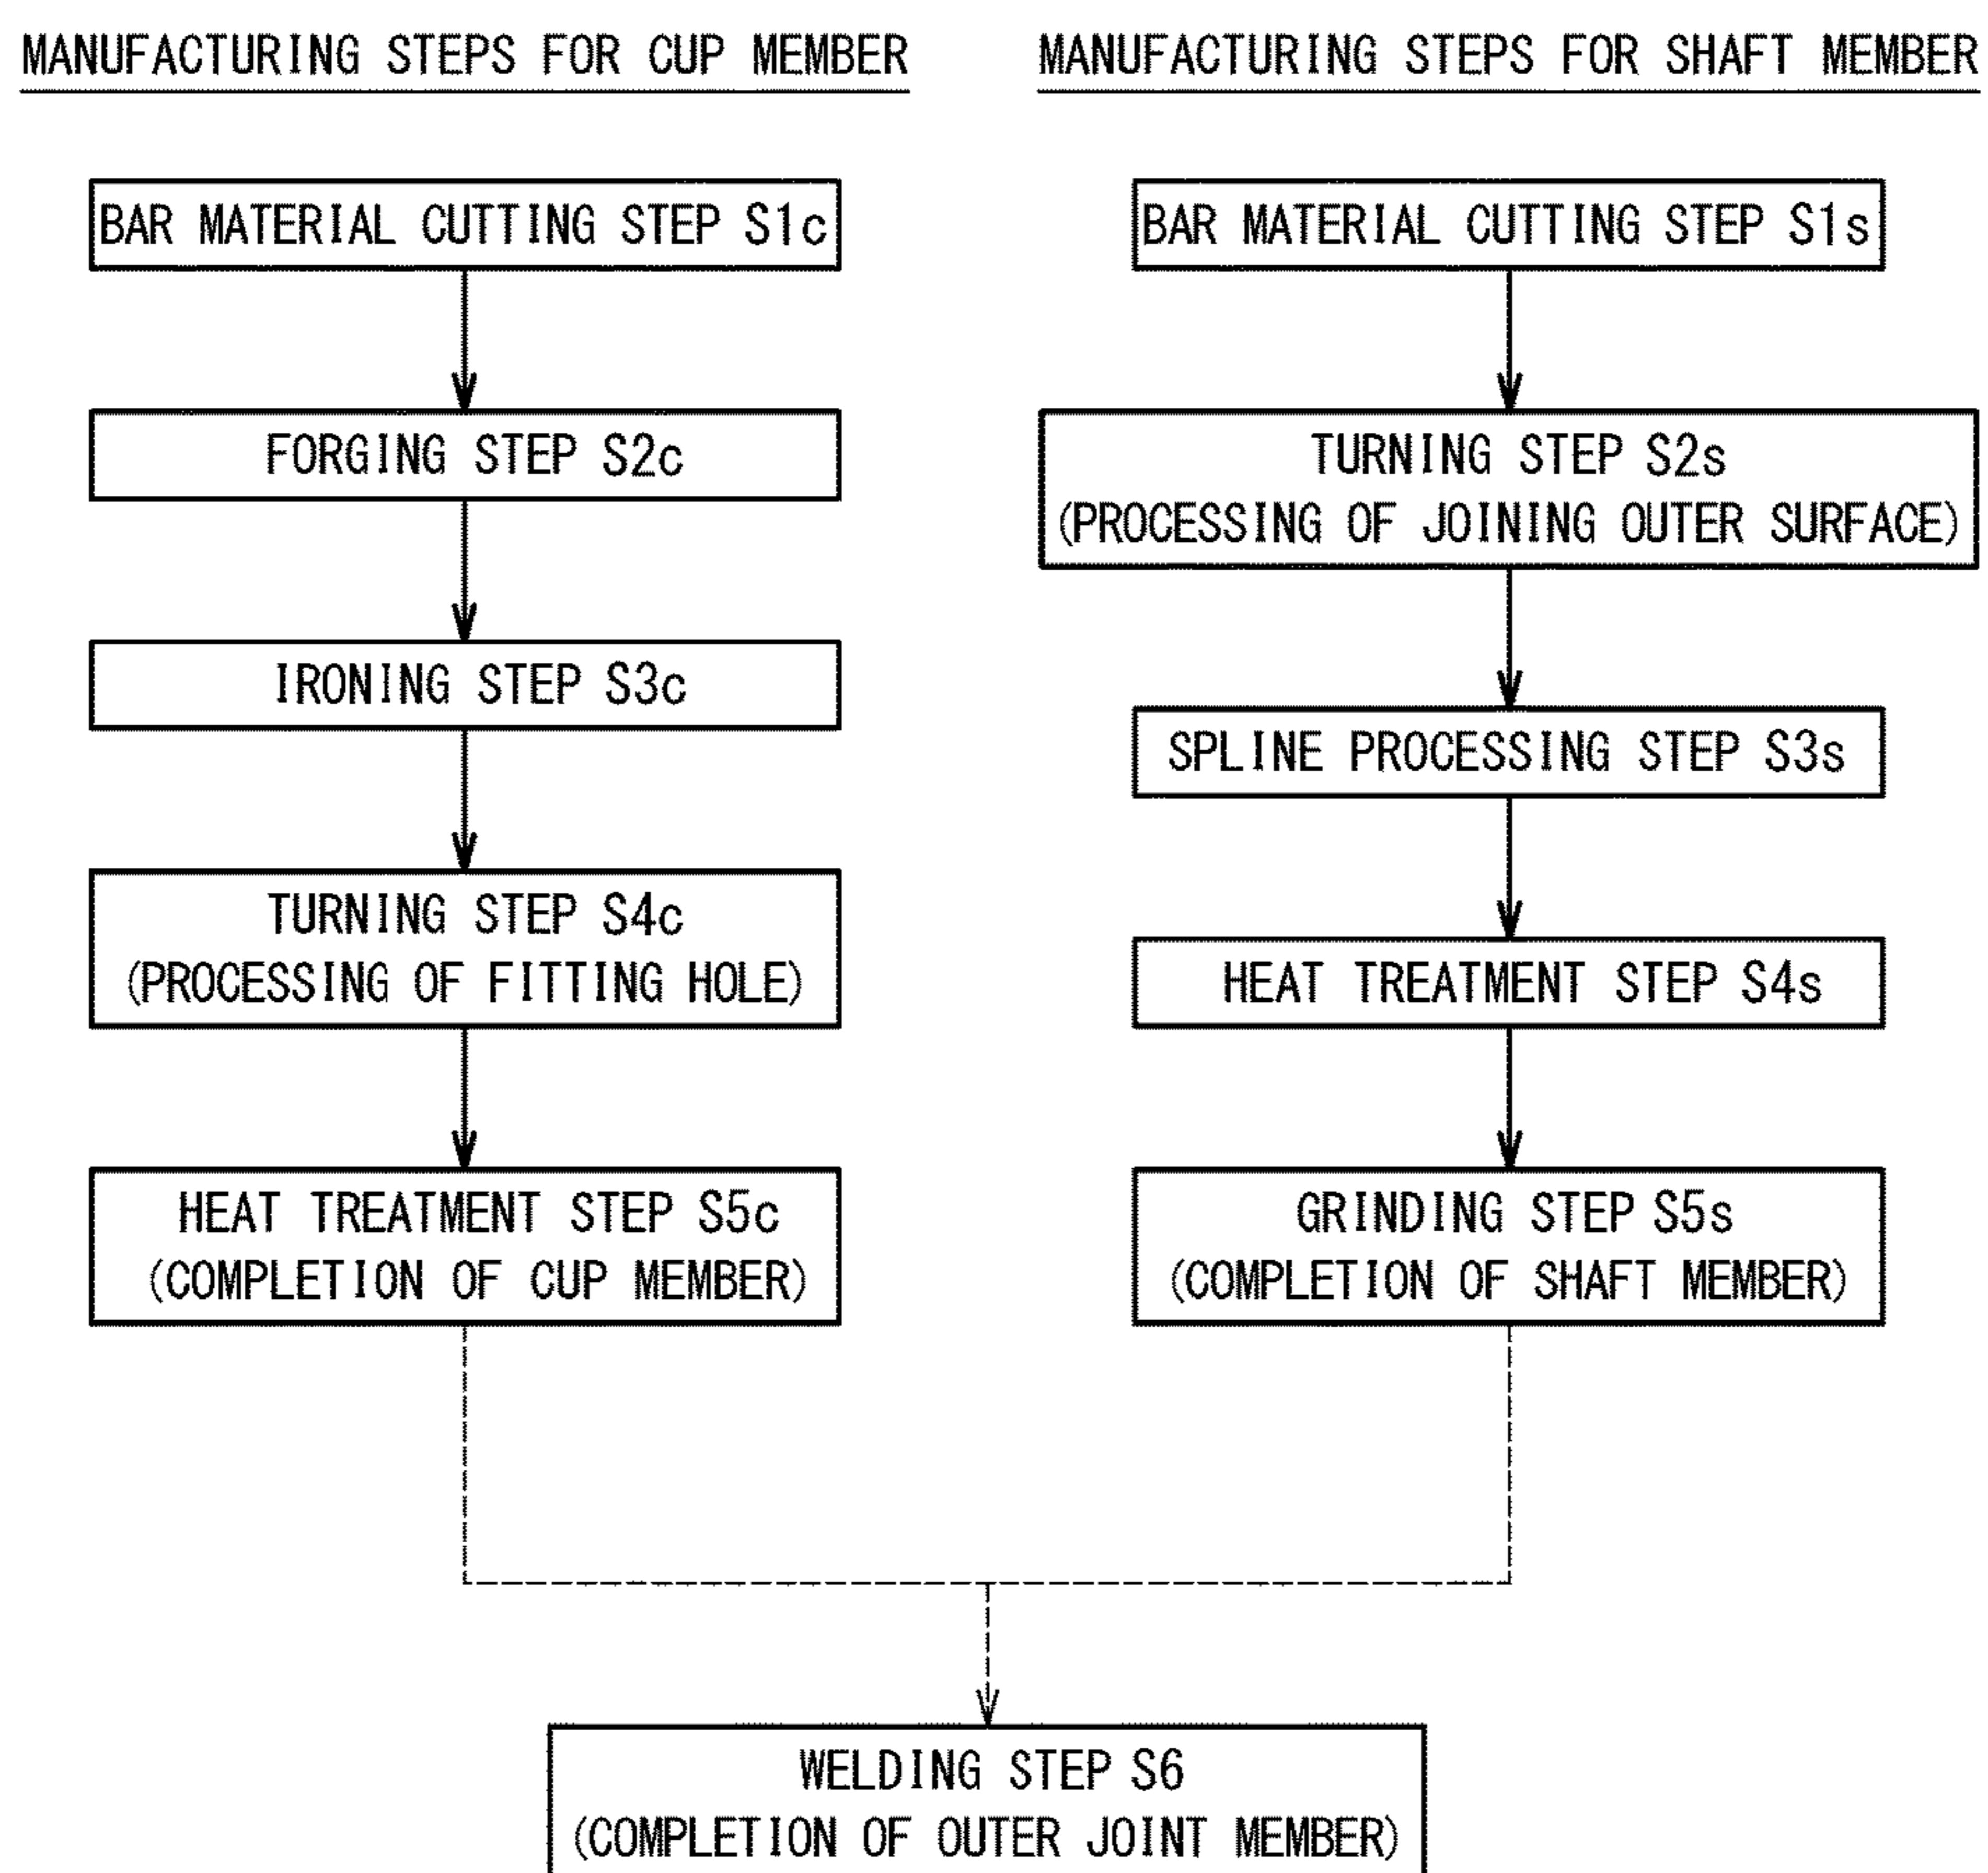 MANUFACTURING STEPS FOR CUP MEMBER
BAR MATERIAL CUTTING STEP S1c
FORGING STEP S2c
IRONING STEP S3c
TURNING STEP S4c
(PROCESSING OF FITTING HOLE)
HEAT TREATMENT STEP S5c
(COMPLETION OF CUP MEMBER)
MANUFACTURING STEPS FOR SHAFT MEMBER
BAR MATERIAL CUTTING STEP S1s
TURNING STEP S2s
(PROCESSING OF JOINING OUTER SURFACE)
SPLINE PROCESSING STEP S3s
HEAT TREATMENT STEP S4s
GRINDING STEP S5s
(COMPLETION OF SHAFT MEMBER)
WELDING STEP S6
(COMPLETION OF OUTER JOINT MEMBER)